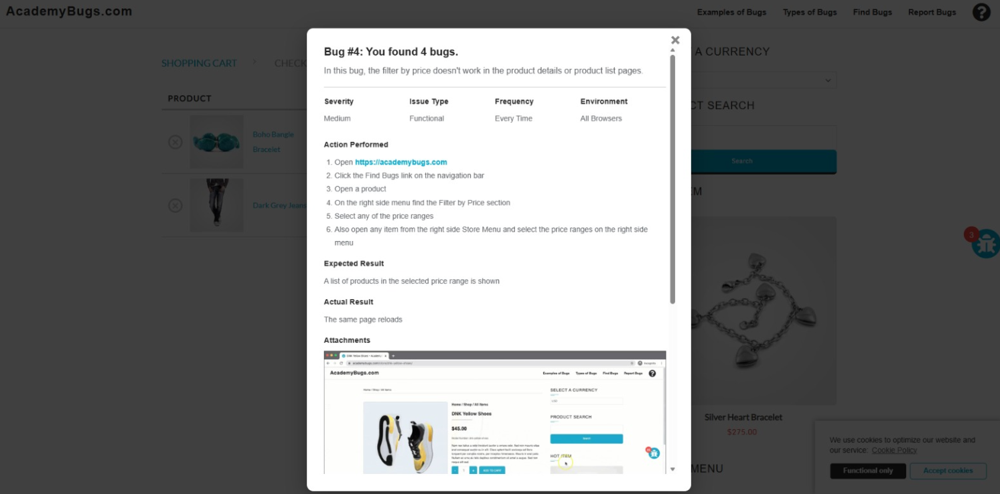 AcademyBugs.com
Examples of Bugs Types of Bugs Find Bugs Report Bugs ?
SHOPPING CART > CHECK
PRODUCT
Boho Bangle
Bracelet
Dark Grey Jeans
Bug #4: You found 4 bugs.
In this bug, the filter by price doesn't work in the product details or product list pages.
Severity Issue Type Frequency Environment
Medium Functional Every Time All Browsers
Action Performed
1. Open https://academybugs.com
2. Click the Find Bugs link on the navigation bar
3. Open a product
4. On the right side menu find the Filter by Price section
5. Select any of the price ranges
6. Also open any item from the right side Store Menu and select the price ranges on the right side
menu
Expected Result
A list of products in the selected price range is shown
Actual Result
The same page reloads
Attachments
AcademyBugs.com
Examples of Bugs Types of Bugs Find Bugs Report Bugs ?
Home / Shop / All Items
Home / Shop / All Items
DNK Yellow Shoes
$45.00
- 1 + ADD TO CART
SELECT A CURRENCY
USD
PRODUCT SEARCH
Search
HOT ITEM
A CURRENCY
CT SEARCH
Search
EM
3
Silver Heart Bracelet
$275.00
MENU
We use cookies to optimize our website and
our service: Cookie Policy
Functional only Accept cookies